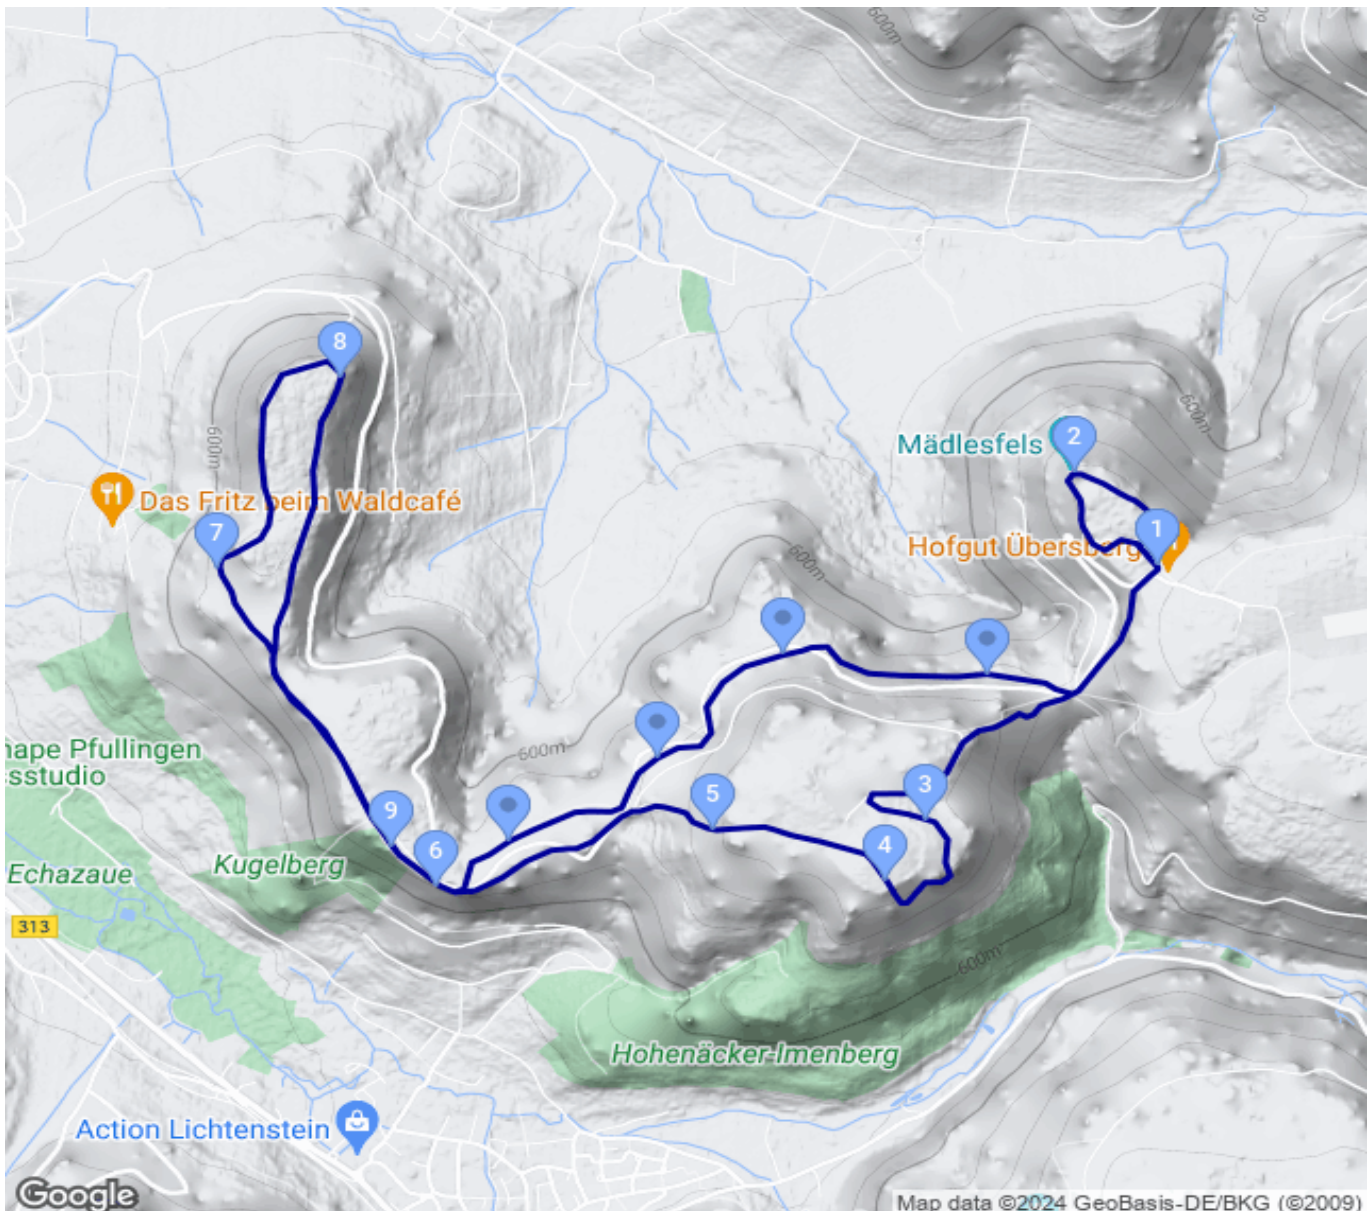 600m
60
8
600m
600m
Mädlesfels
2
Das Fritz beim Waldcafé
7
1
Hofgut Übersberg
600m
600m
hape Pfullingen
sstudio
3
5
9
4
6
Kugelberg
Echazaue
313
600m
Hohenäcker-Imenberg
Action Lichtenstein
Google
Map data ©2024 GeoBasis-DE/BKG (©2009)